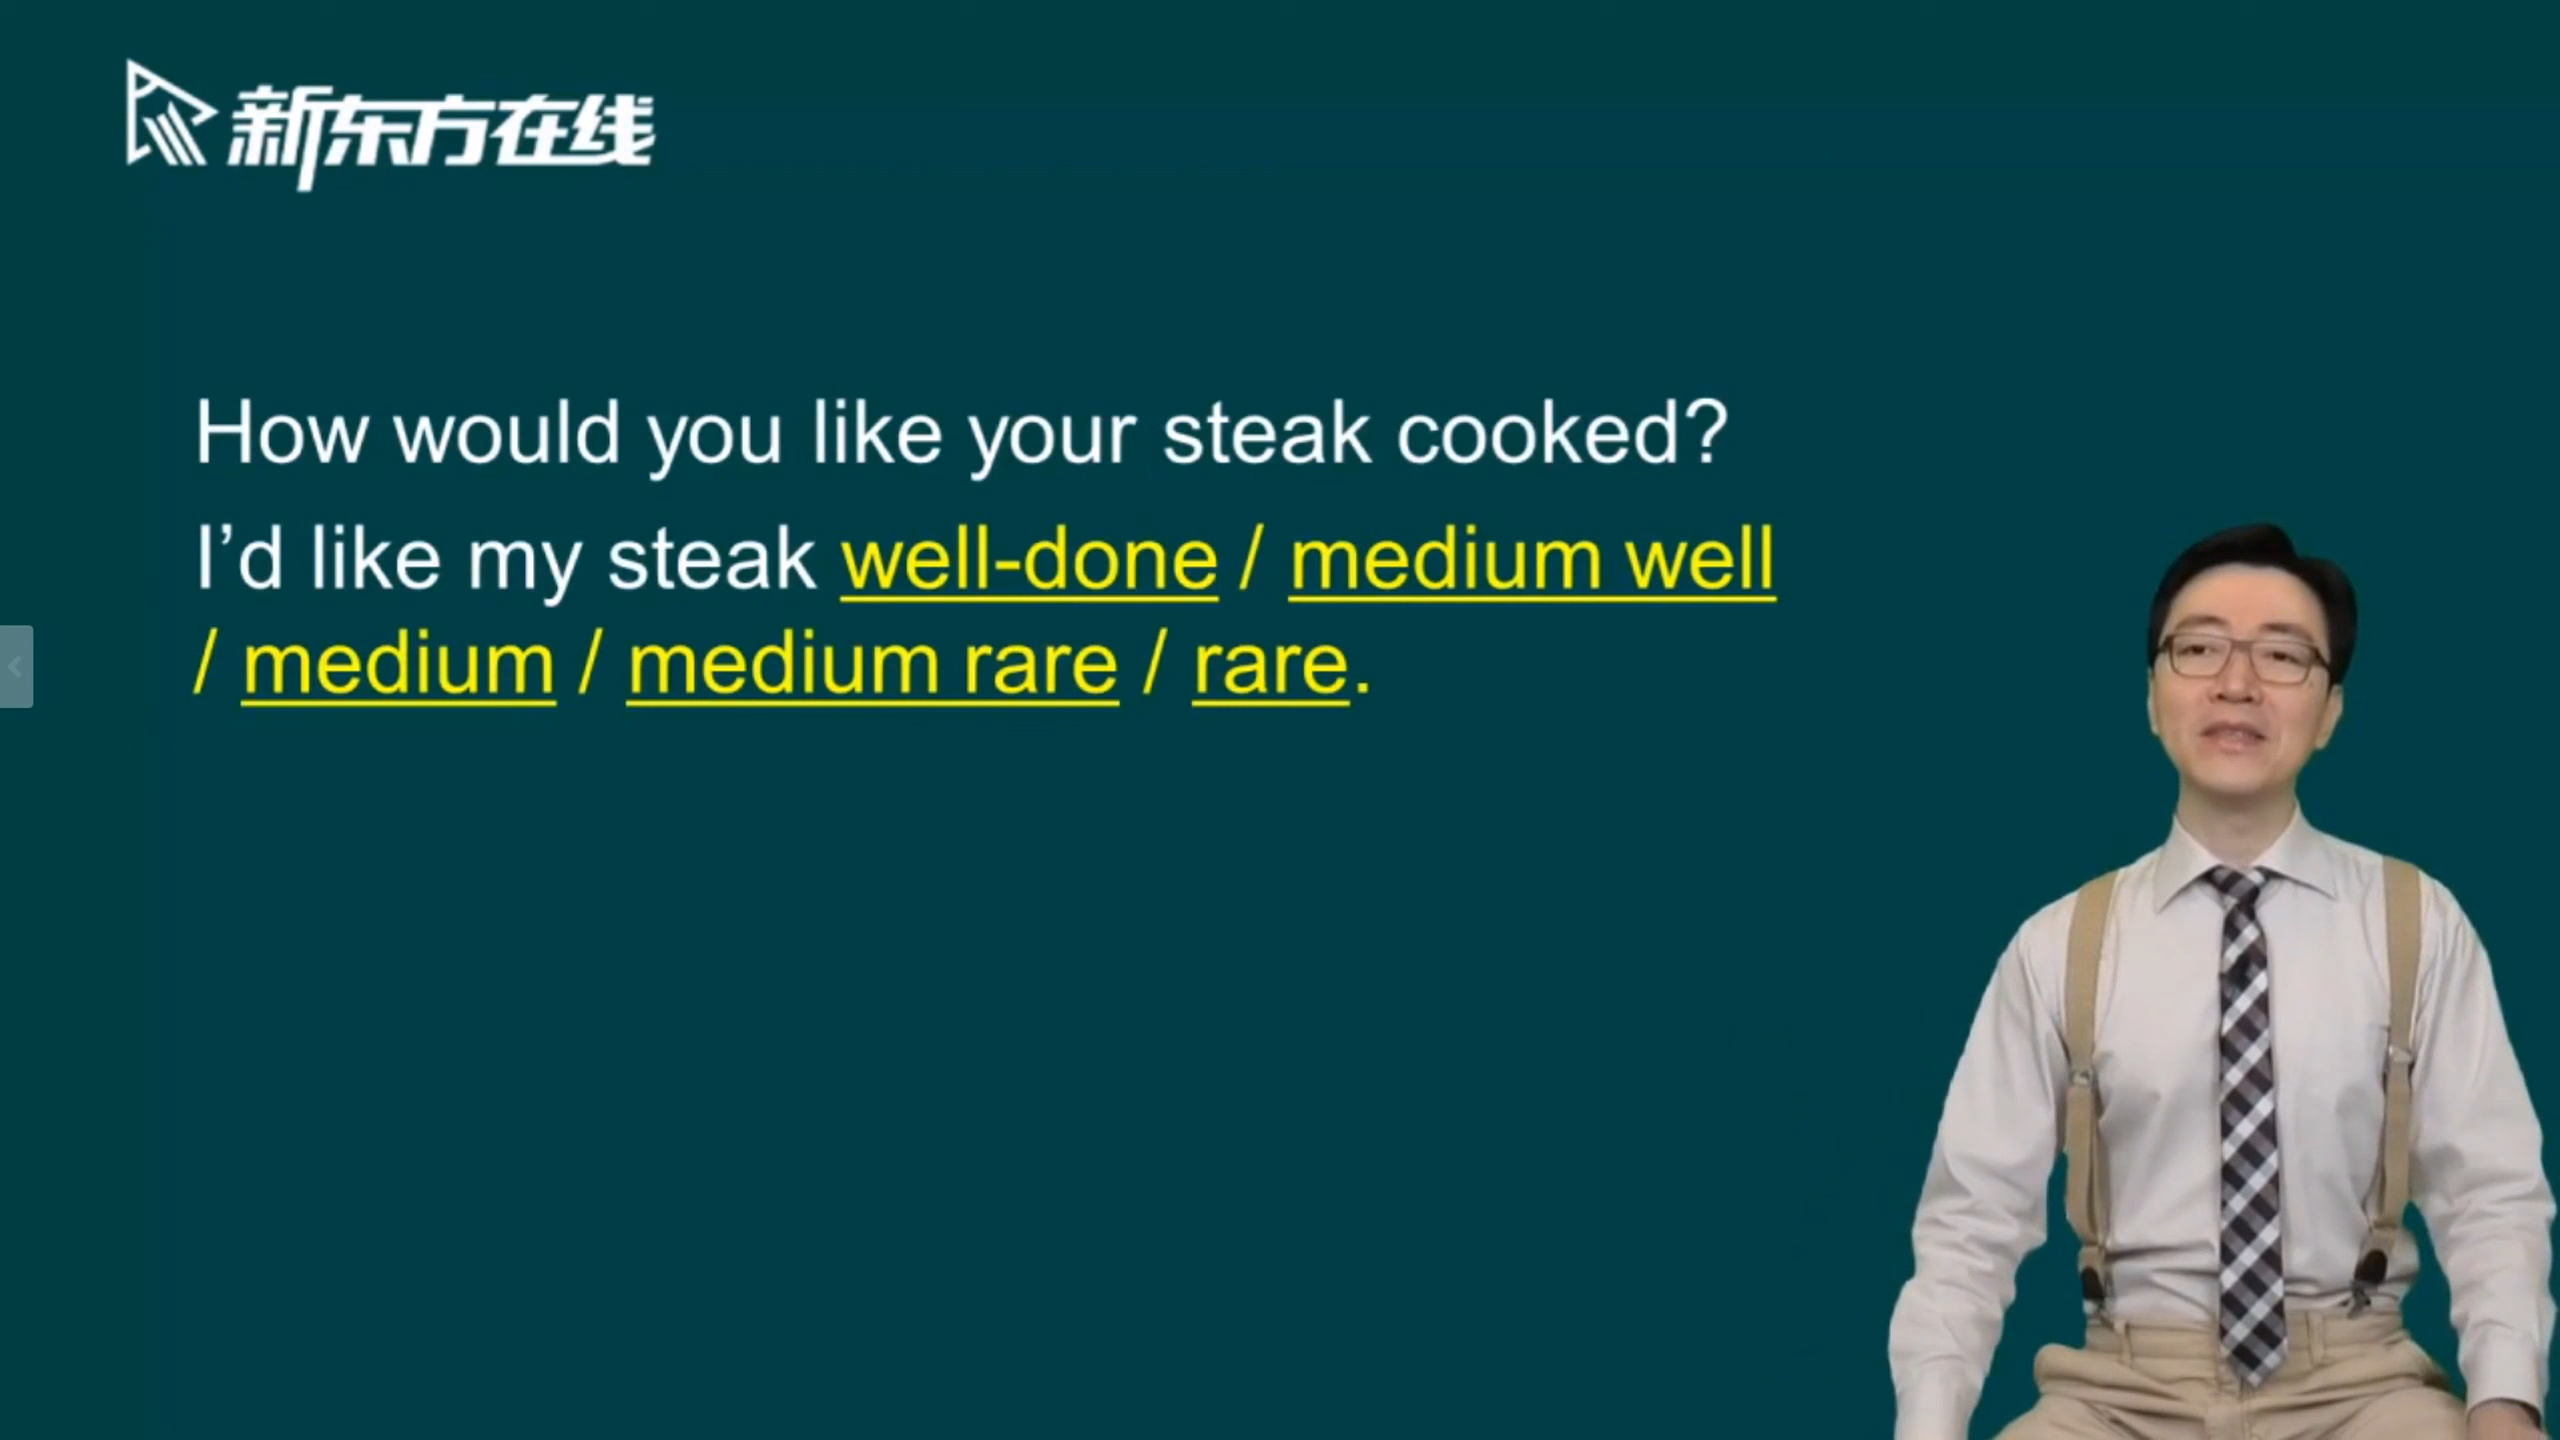 新东方在线
How would you like your steak cooked?
I’d like my steak well-done / medium well
/ medium / medium rare / rare.